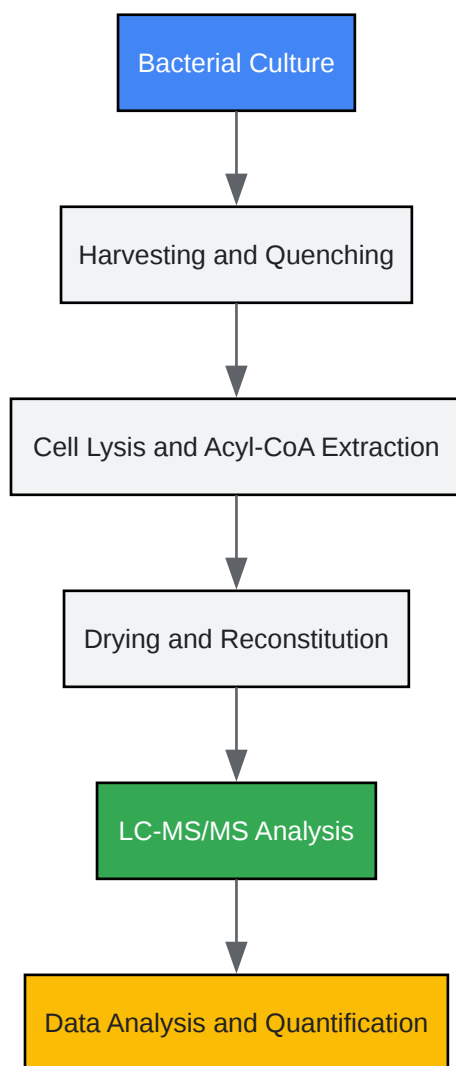 Bacterial Culture
Harvesting and Quenching
Cell Lysis and Acyl-CoA Extraction
Drying and Reconstitution
LC-MS/MS Analysis
Data Analysis and Quantification